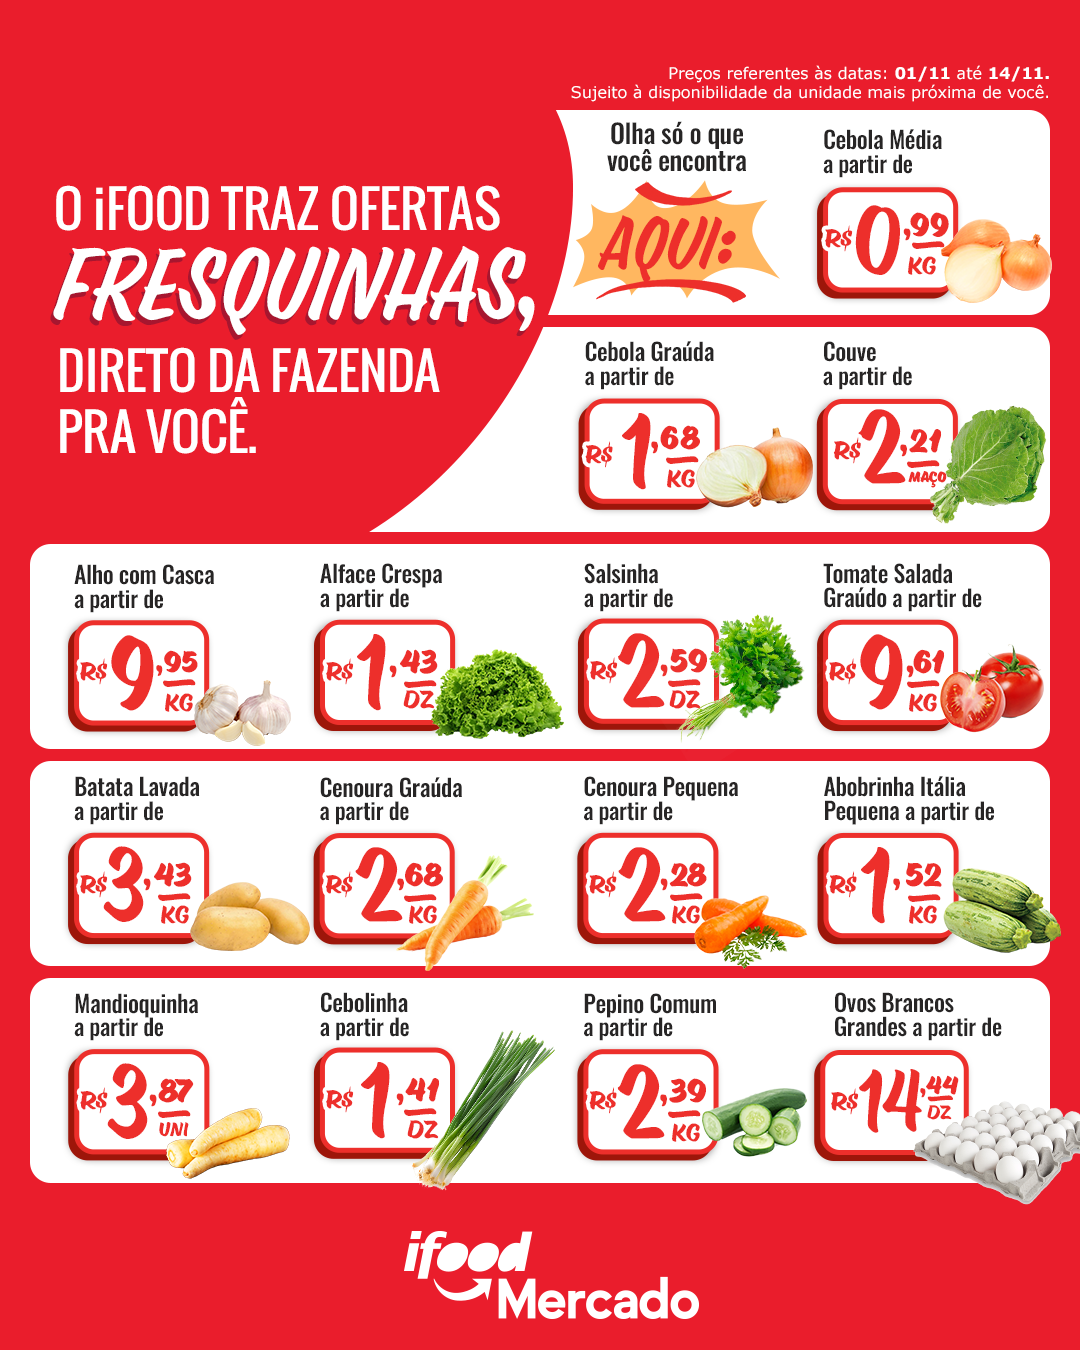 Preços referentes às datas: 01/11 até 14/11.
Sujeito à disponibilidade da unidade mais próxima de você.
O iFOOD TRAZ OFERTAS
FRESQUINHAS,
DIRETO DA FAZENDA
PRA VOCÊ.
Olha só o que
você encontra
AQUI:
Cebola Média
a partir de
R$ 0,99
KG
Cebola Graúda
a partir de
R$ 1,68
KG
Couve
a partir de
R$ 2,21
MAÇO
Alho com Casca
a partir de
R$ 9,95
KG
Alface Crespa
a partir de
R$ 1,43
DZ
Salsinha
a partir de
R$ 2,59
DZ
Tomate Salada
Graúdo a partir de
R$ 9,61
KG
Batata Lavada
a partir de
R$ 3,43
KG
Cenoura Graúda
a partir de
R$ 2,68
KG
Cenoura Pequena
a partir de
R$ 2,28
KG
Abobrinha Itália
Pequena a partir de
R$ 1,52
KG
Mandioquinha
a partir de
R$ 3,87
UNI
Cebolinha
a partir de
R$ 1,41
DZ
Pepino Comum
a partir de
R$ 2,39
KG
Ovos Brancos
Grandes a partir de
R$ 14,44
DZ
ifood
Mercado